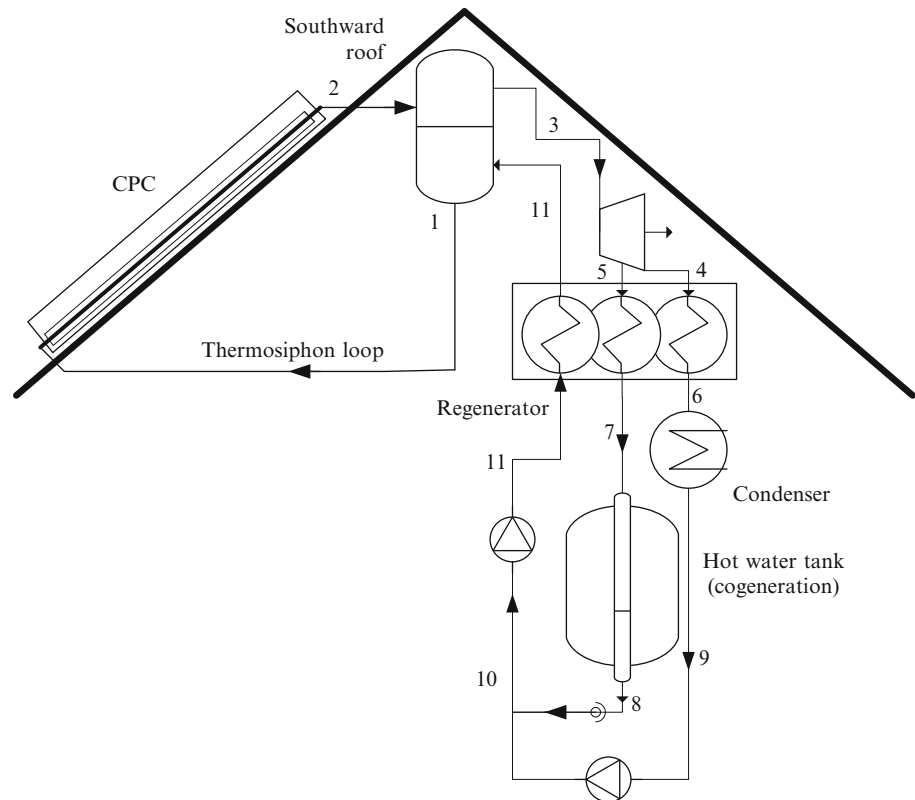 Southward
roof
2
3
CPC
1
11
5
4
Thermosiphon loop
Regenerator
6
7
11
Condenser
Hot water tank
(cogeneration)
10
9
8